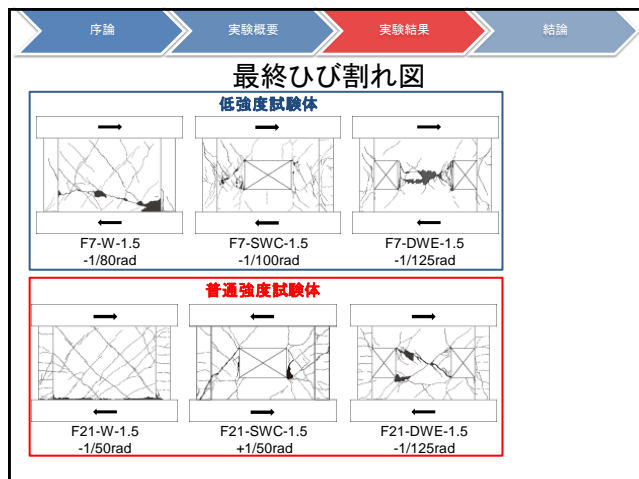 序論
実験概要
実験結果
結論
最終ひび割れ図
低強度試験体
F7-W-1.5
-1/80rad
F7-SWC-1.5
-1/100rad
F7-DWE-1.5
-1/125rad
普通強度試験体
F21-W-1.5
-1/50rad
F21-SWC-1.5
+1/50rad
F21-DWE-1.5
-1/125rad